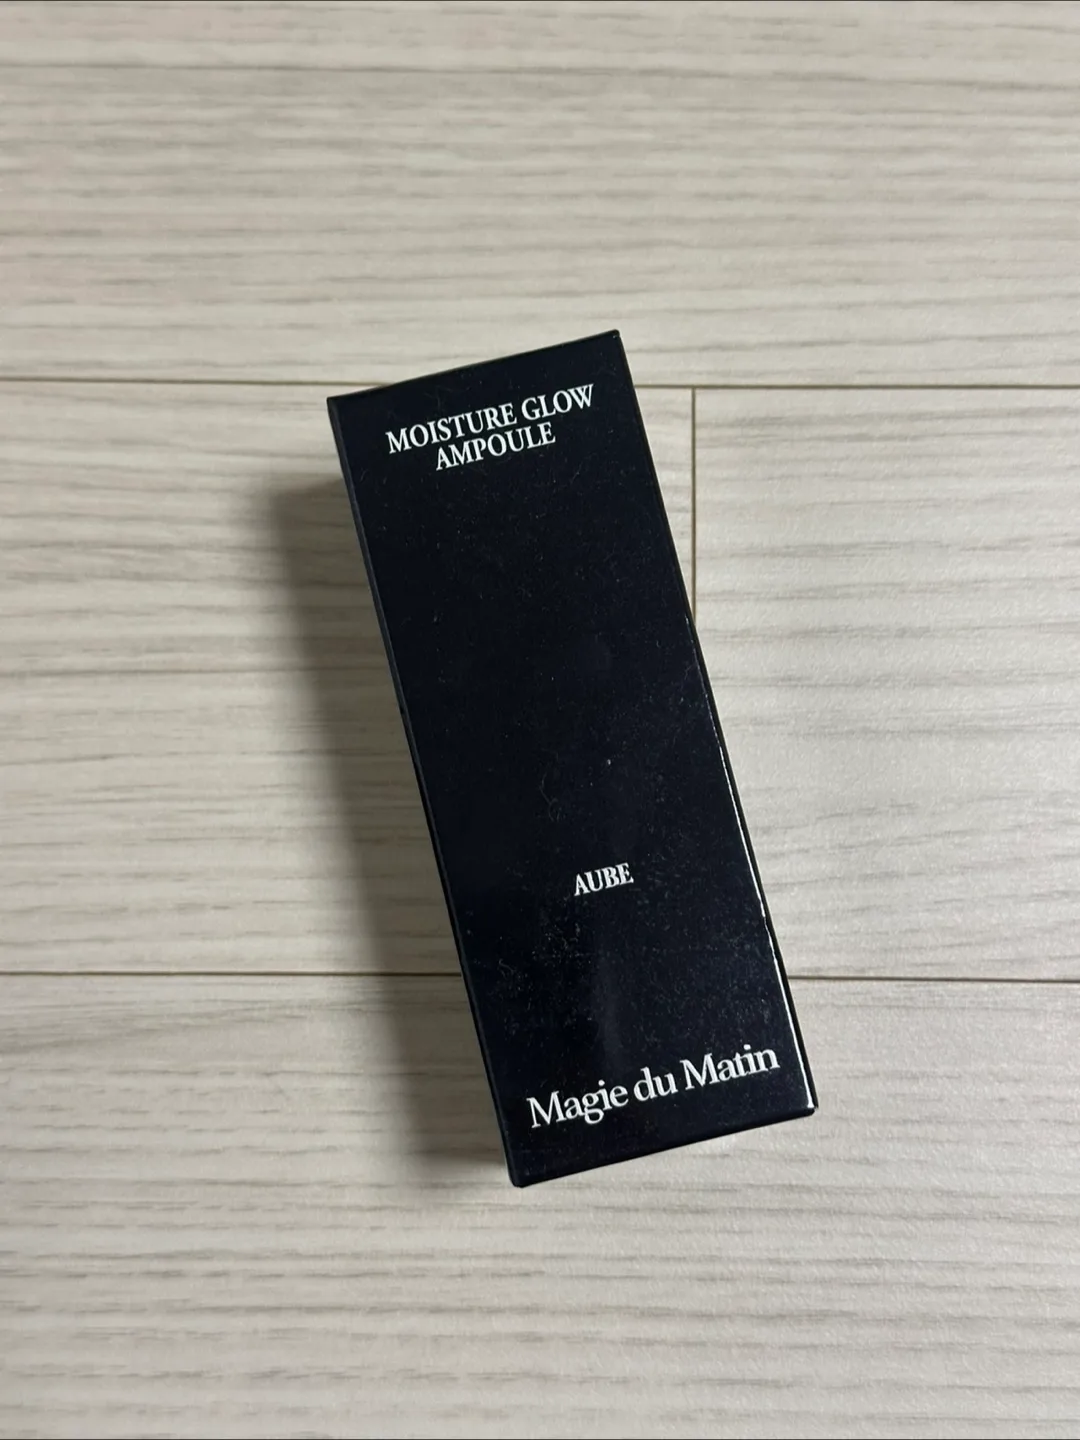 MOISTURE GLOW
AMPOULE
AUBE
Magie du Matin